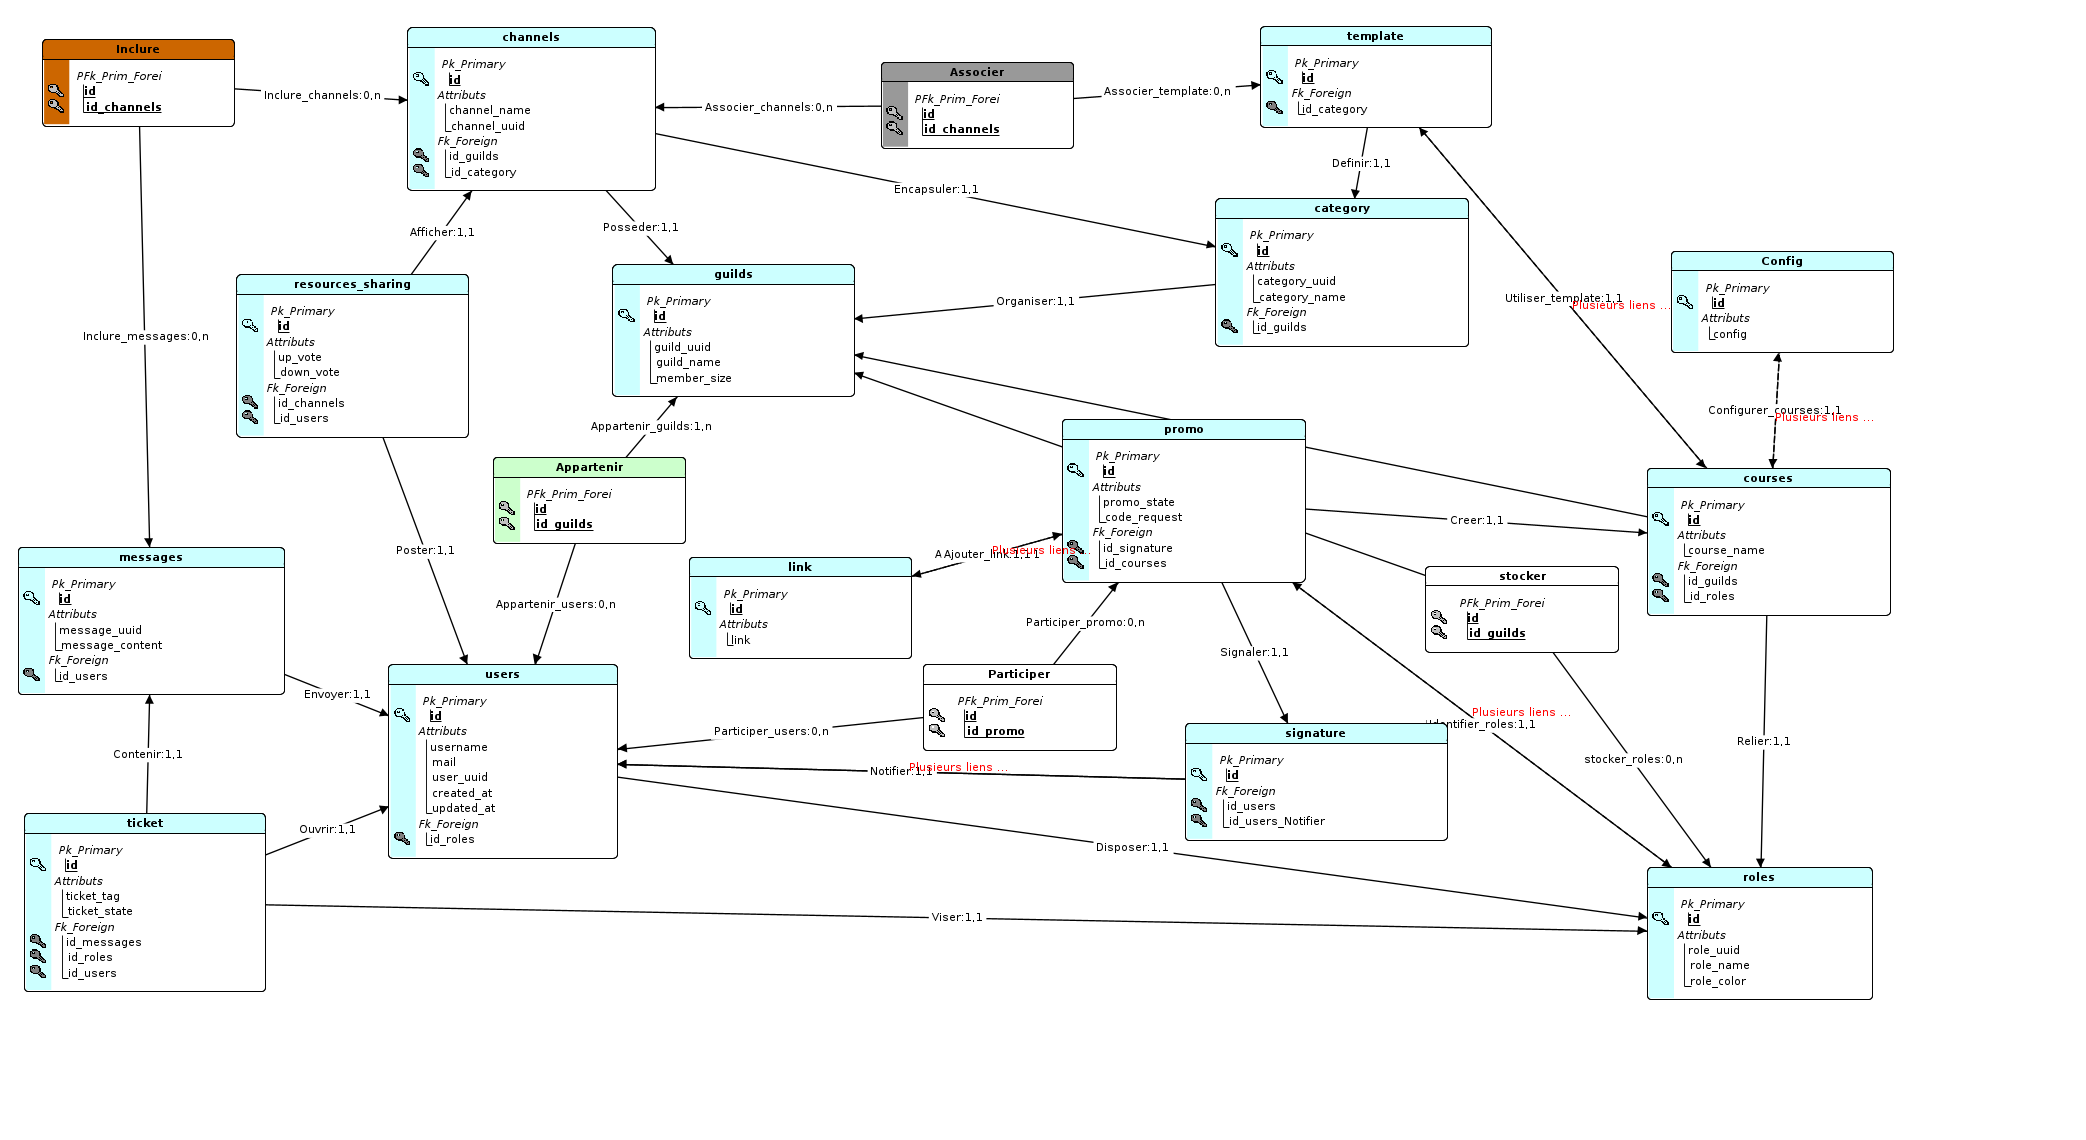 Inclure
PFk_Prim_Forei
id
id_channels
channels
Pk_Primary
id
Attributs
channel_name
channel_uuid
Fk_Foreign
id_guilds
id_category
Associer
PFk_Prim_Forei
id
id_channels
template
Pk_Primary
id
Fk_Foreign
id_category
Inclure_channels:0,n
Associer_channels:0,n
Associer_template:0,n
Definir:1,1
Encapsuler:1,1
Afficher:1,1
Posseder:1,1
category
Pk_Primary
id
Attributs
category_uuid
category_name
Fk_Foreign
id_guilds
Config
Pk_Primary
id
Attributs
config
resources_sharing
Pk_Primary
id
Attributs
up_vote
down_vote
Fk_Foreign
id_channels
id_users
guilds
Pk_Primary
id
Attributs
guild_uuid
guild_name
member_size
Organiser:1,1
Utiliser_template:1,1
Plusieurs liens ...
Inclure_messages:0,n
Configurer_courses:1,1
Plusieurs liens ...
Appartenir_guilds:1,n
Appartenir
PFk_Prim_Forei
id
id_guilds
promo
Pk_Primary
id
Attributs
promo_state
code_request
Fk_Foreign
id_signature
id_courses
courses
Pk_Primary
id
Attributs
course_name
Fk_Foreign
id_guilds
id_roles
Creer:1,1
Poster:1,1
Ajouter_link:1,1
Plusieurs liens ...
messages
Pk_Primary
id
Attributs
message_uuid
message_content
Fk_Foreign
id_users
link
Pk_Primary
id
Attributs
link
stocker
PFk_Prim_Forei
id
id_guilds
Appartenir_users:0,n
Participer_promo:0,n
Signaler:1,1
users
Pk_Primary
id
Attributs
username
mail
user_uuid
created_at
updated_at
Fk_Foreign
id_roles
Participer
PFk_Prim_Forei
id
id_promo
Envoyer:1,1
Plusieurs liens ...
Identifier_roles:1,1
Participer_users:0,n
signature
Pk_Primary
id
Fk_Foreign
id_users
id_users_Notifier
Relier:1,1
Contenir:1,1
stocker_roles:0,n
Notifier:1,1
Plusieurs liens ...
ticket
Pk_Primary
id
Attributs
ticket_tag
ticket_state
Fk_Foreign
id_messages
id_roles
id_users
Ouvrir:1,1
Disposer:1,1
Viser:1,1
roles
Pk_Primary
id
Attributs
role_uuid
role_name
role_color